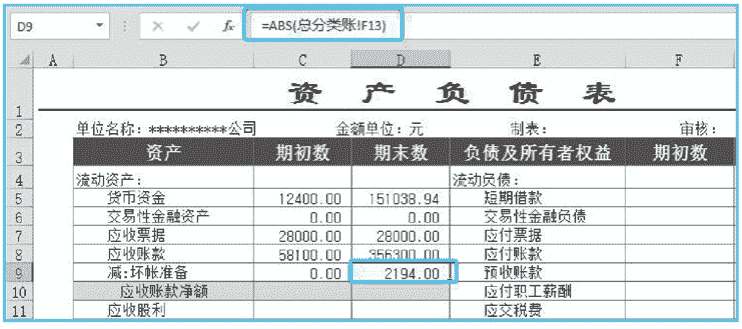 D9 fx =ABS(总分类账!F13)
A B C D E F
1 资 产 负 债 表
2 单位名称：**********公司 金额单位：元 制表： 审核：
3 资产 期初数 期末数 负债及所有者权益 期初数
4 流动资产： 流动负债：
5 货币资金 12400.00 151038.94 短期借款
6 交易性金融资产 0.00 0.00 交易性金融负债
7 应收票据 28000.00 28000.00 应付票据
8 应收账款 58100.00 356300.00 应付账款
9 减:坏帐准备 0.00 2194.00 预收账款
10 应收账款净额 应付职工薪酬
11 应收股利 应交税费